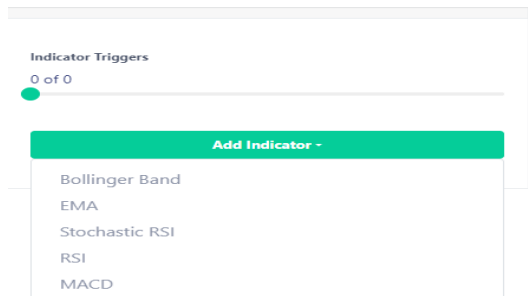 Indicator Triggers
0 of 0
Add Indicator
Bollinger Band
EMA
Stochastic RSI
RSI
MACD